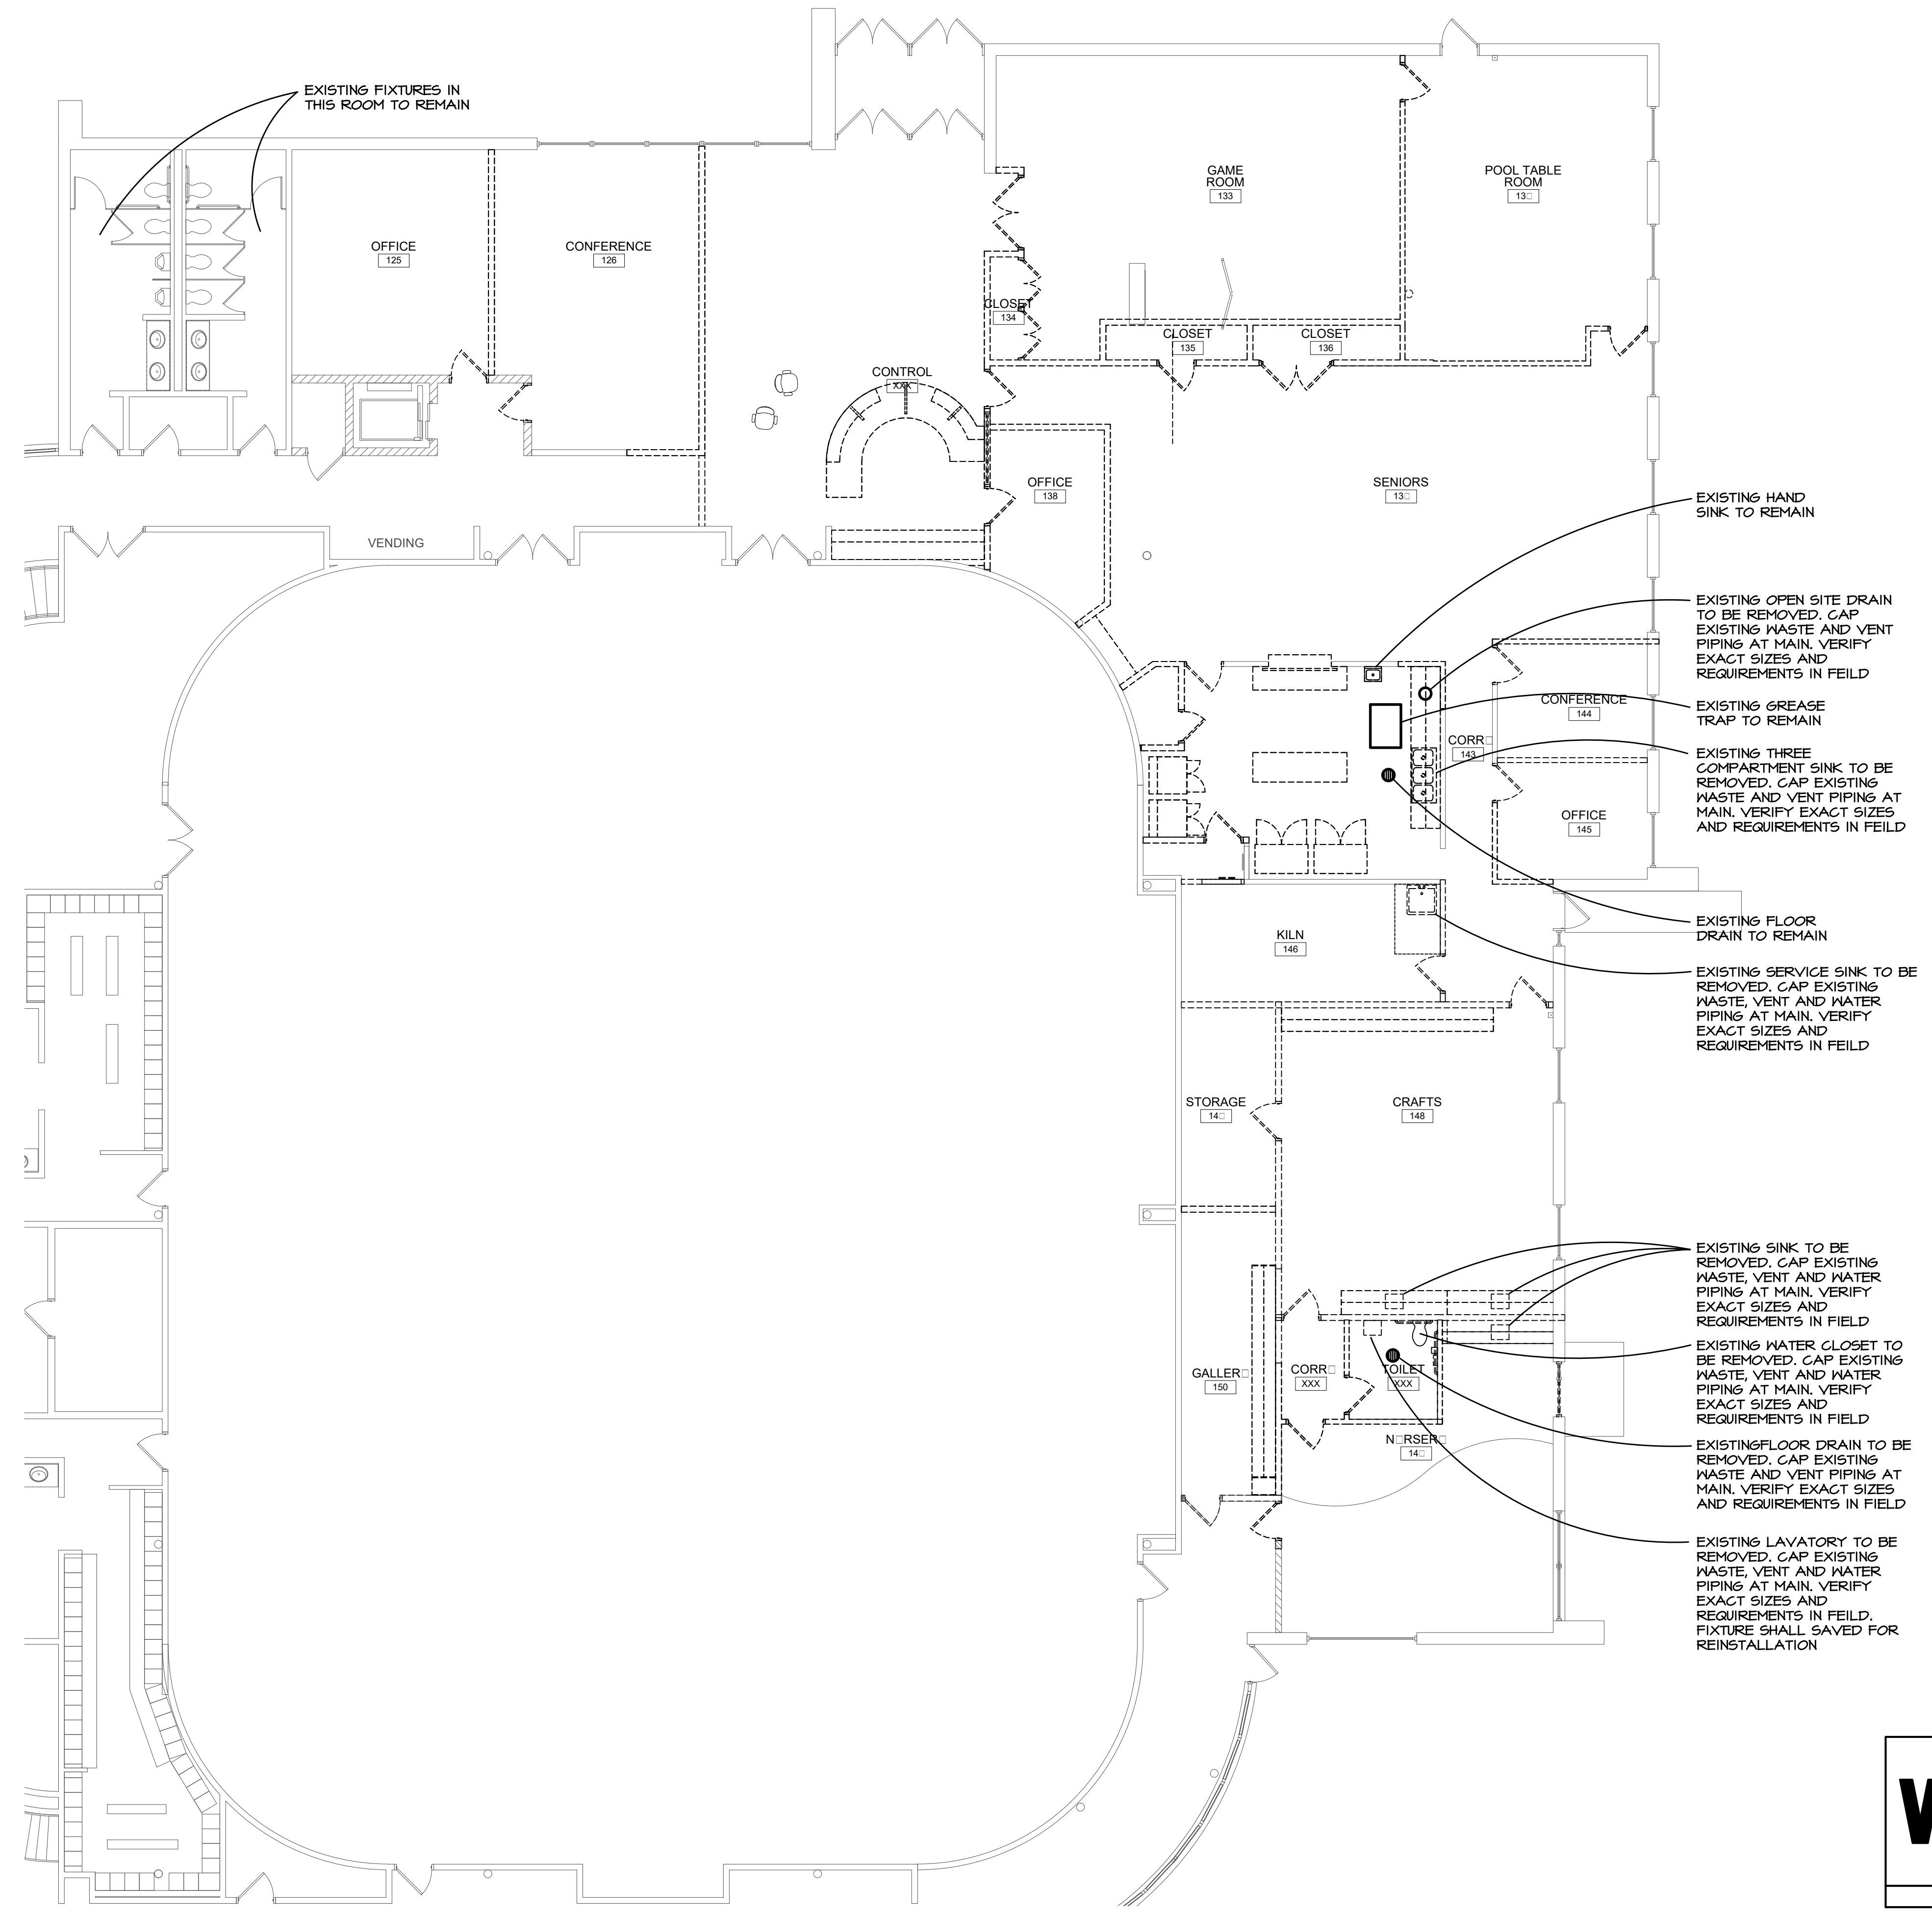 EXISTING FIXTURES IN
THIS ROOM TO REMAIN
OFFICE
125
CONFERENCE
126
GAME
ROOM
133
POOL TABLE
ROOM
13□
CLOSET
134
CLOSET
135
CLOSET
136
CONTROL
XXX
OFFICE
138
SENIORS
13□
VENDING
EXISTING HAND
SINK TO REMAIN
EXISTING OPEN SITE DRAIN
TO BE REMOVED. CAP
EXISTING WASTE AND VENT
PIPING AT MAIN. VERIFY
EXACT SIZES AND
REQUIREMENTS IN FEILD
CONFERENCE
144
EXISTING GREASE
TRAP TO REMAIN
CORR□
143
EXISTING THREE
COMPARTMENT SINK TO BE
REMOVED. CAP EXISTING
WASTE AND VENT PIPING AT
MAIN. VERIFY EXACT SIZES
AND REQUIREMENTS IN FEILD
OFFICE
145
EXISTING FLOOR
DRAIN TO REMAIN
KILN
146
EXISTING SERVICE SINK TO BE
REMOVED. CAP EXISTING
WASTE, VENT AND WATER
PIPING AT MAIN. VERIFY
EXACT SIZES AND
REQUIREMENTS IN FEILD
STORAGE
14□
CRAFTS
148
EXISTING SINK TO BE
REMOVED. CAP EXISTING
WASTE, VENT AND WATER
PIPING AT MAIN. VERIFY
EXACT SIZES AND
REQUIREMENTS IN FIELD
EXISTING WATER CLOSET TO
BE REMOVED. CAP EXISTING
WASTE, VENT AND WATER
PIPING AT MAIN. VERIFY
EXACT SIZES AND
REQUIREMENTS IN FIELD
GALLER□
150
CORR□
XXX
TOILET
XXX
N□RSER□
14□
EXISTINGFLOOR DRAIN TO BE
REMOVED. CAP EXISTING
WASTE AND VENT PIPING AT
MAIN. VERIFY EXACT SIZES
AND REQUIREMENTS IN FIELD
EXISTING LAVATORY TO BE
REMOVED. CAP EXISTING
WASTE, VENT AND WATER
PIPING AT MAIN. VERIFY
EXACT SIZES AND
REQUIREMENTS IN FEILD.
FIXTURE SHALL SAVED FOR
REINSTALLATION